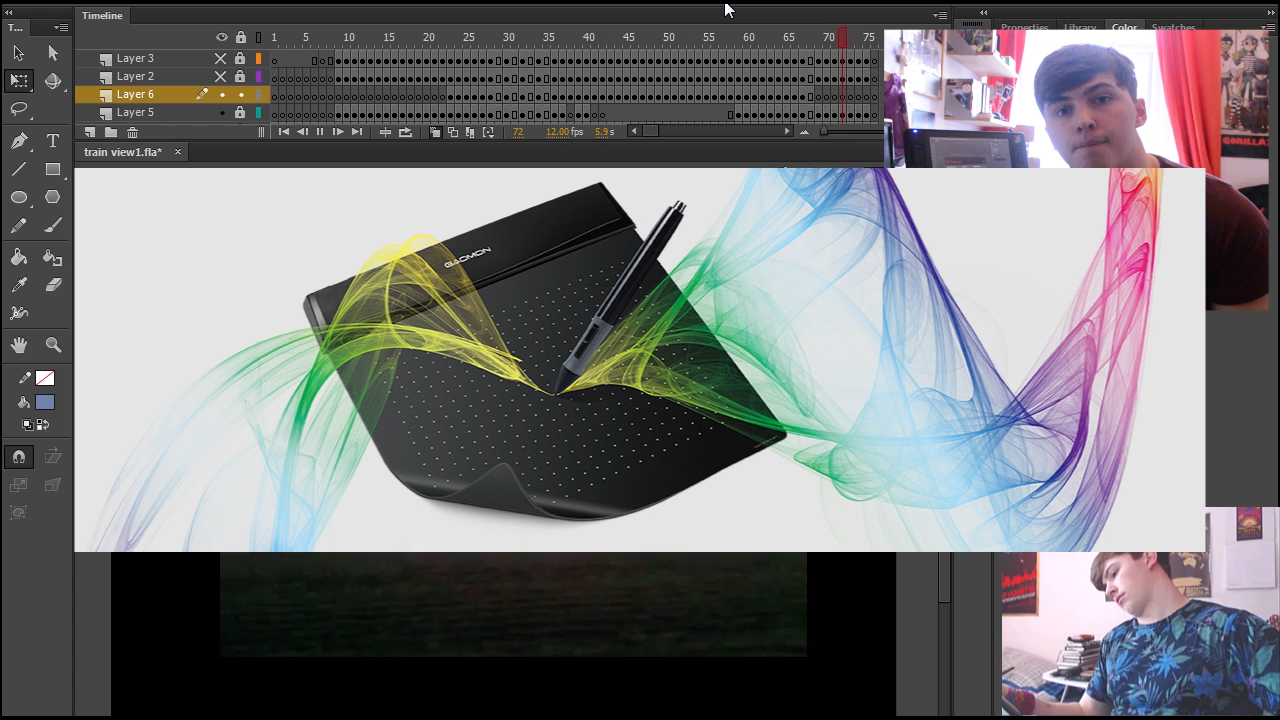 Timeline
T...
Properties Library Color Swatches
1 5 10 15 20 25 30 35 40 45 50 55 60 65 70 75
Layer 3
Layer 2
Layer 6
Layer 5
72 12.00 fps 5.9 s
train view1.fla* ×
T
GAOMON
GORILLA